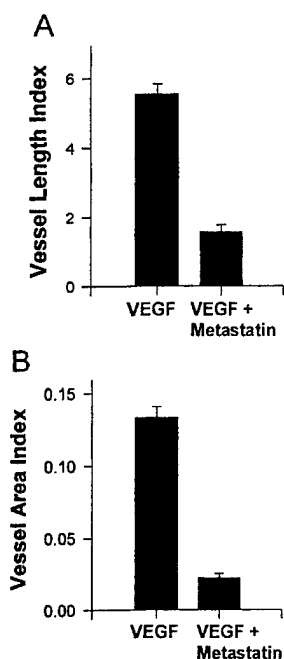 A
Vessel Length Index
6
4
2
0
VEGF VEGF +
Metastatin
B
Vessel Area Index
0.15
0.10
0.05
0.00
VEGF VEGF +
Metastatin